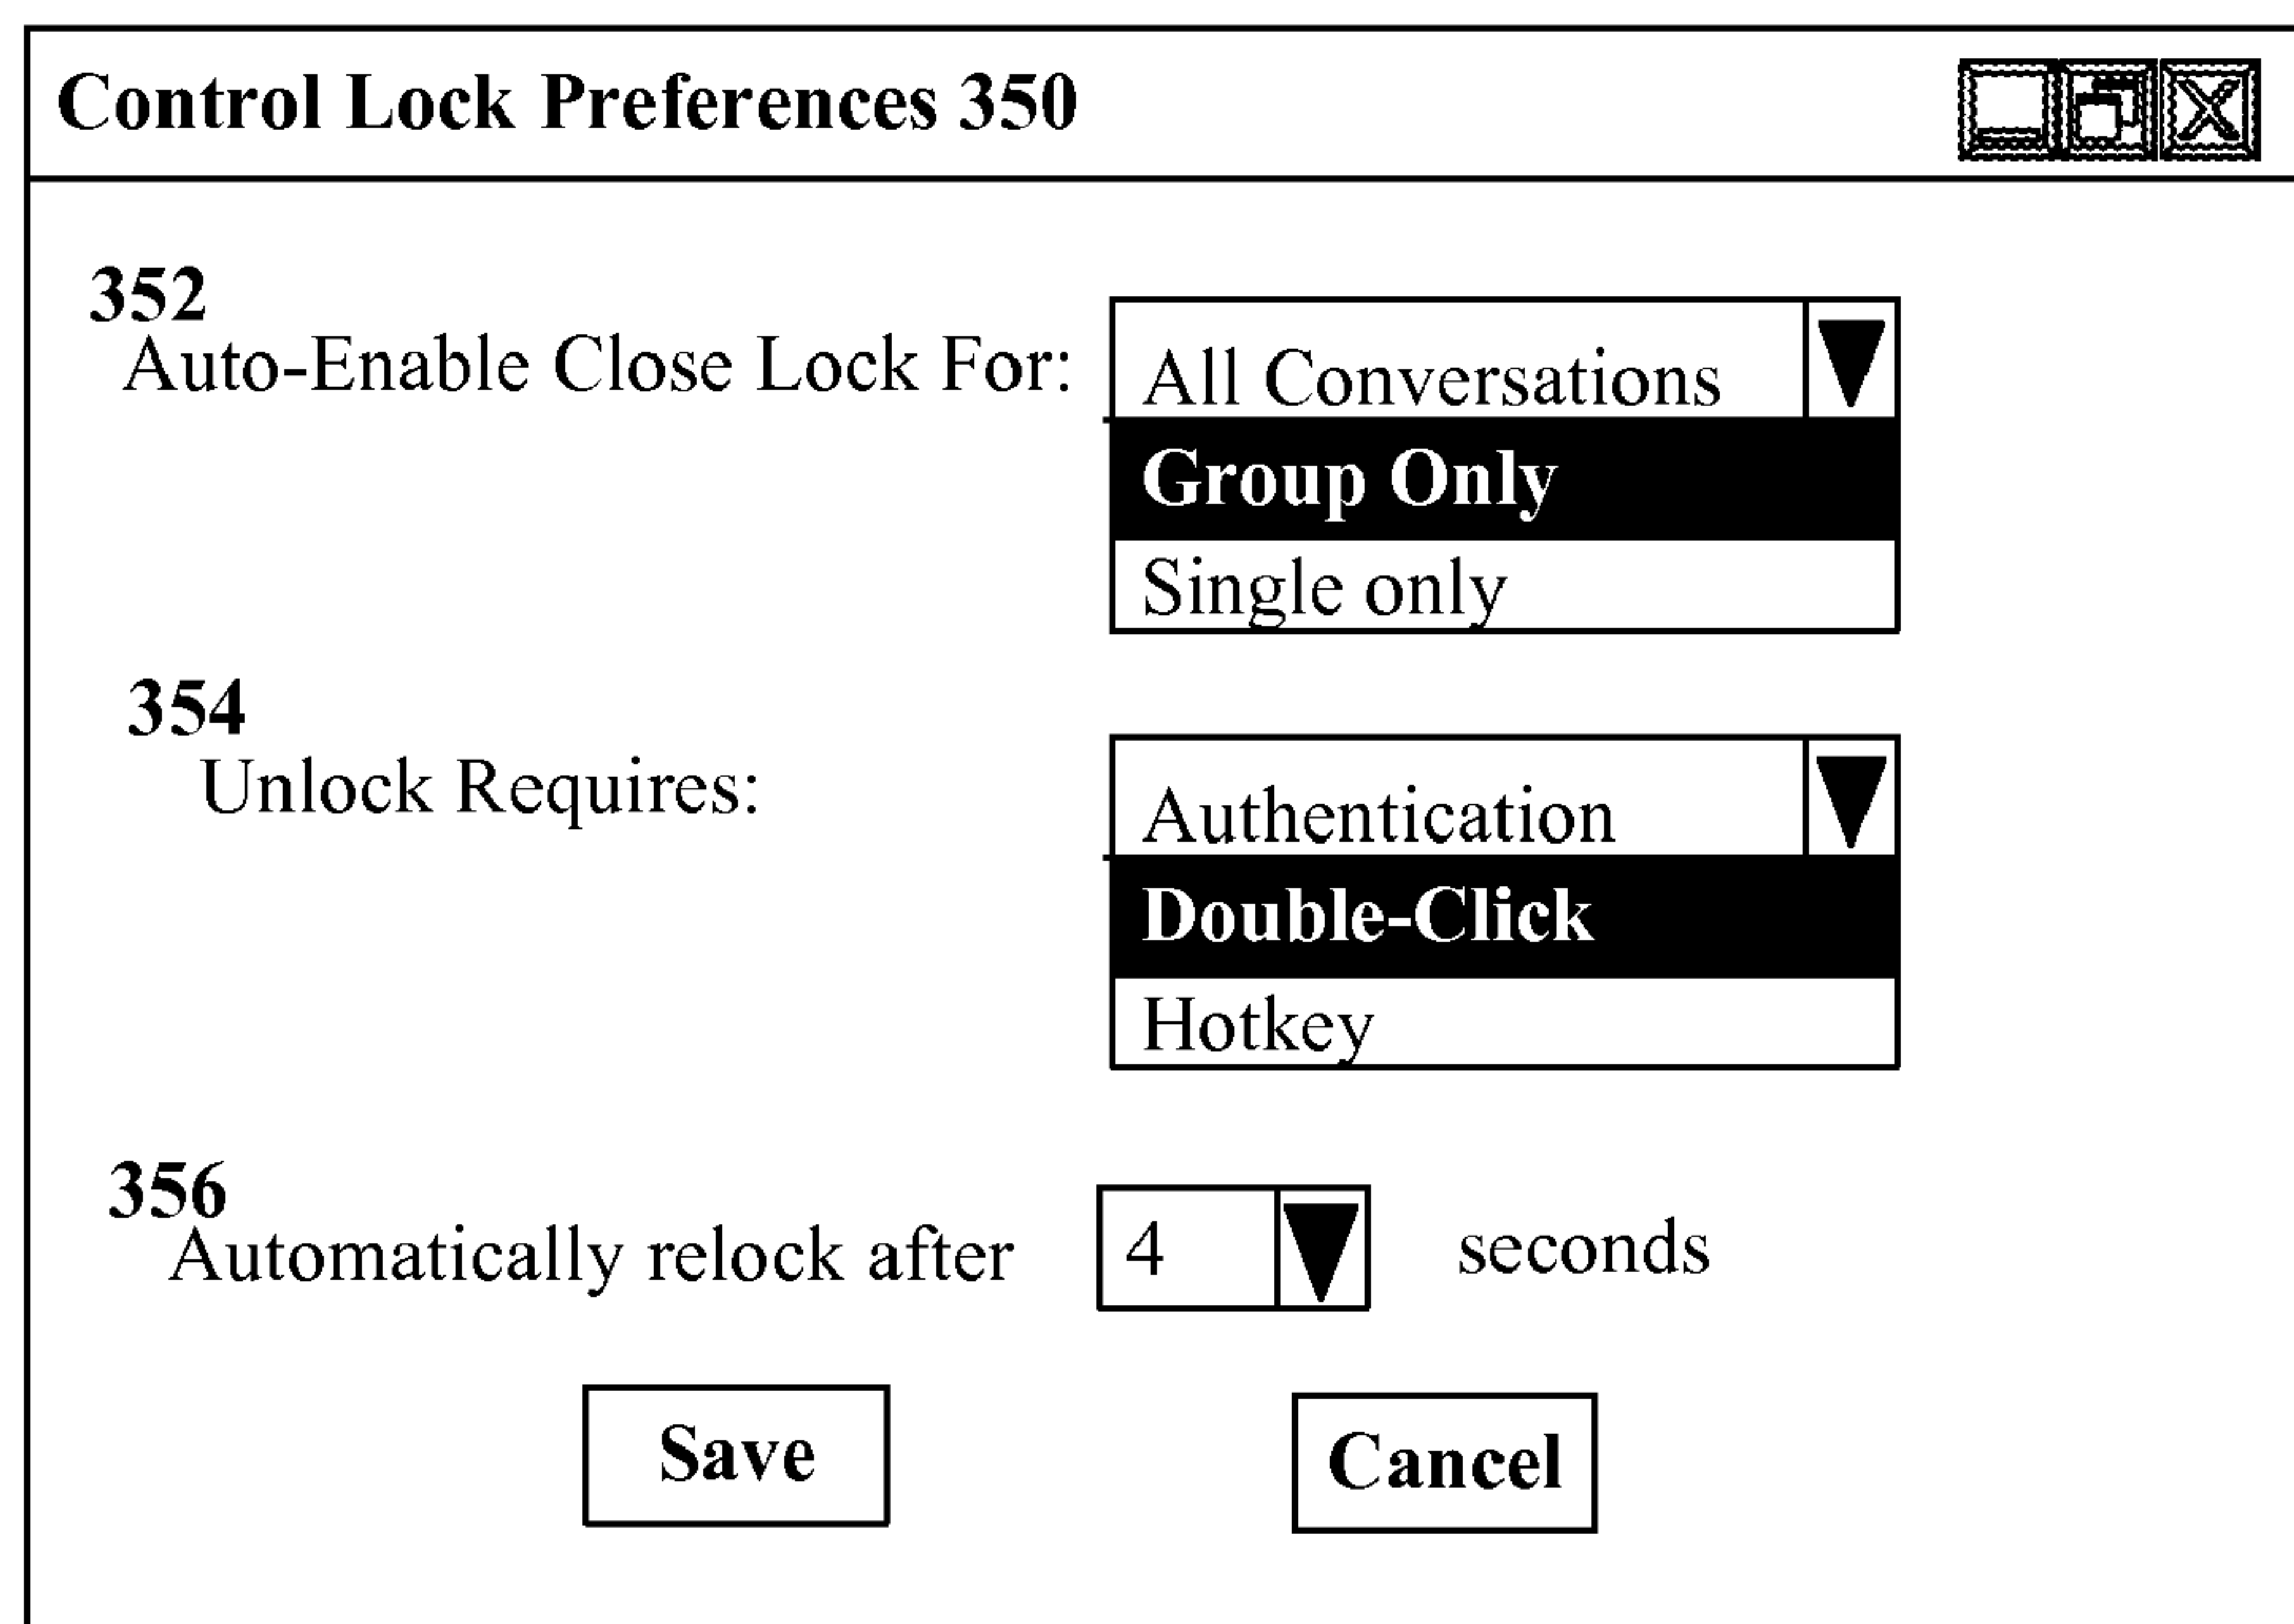 Control Lock Preferences 350
352
Auto-Enable Close Lock For: All Conversations
Group Only
Single only
354
Unlock Requires: Authentication
Double-Click
Hotkey
356
Automatically relock after 4 seconds
Save Cancel